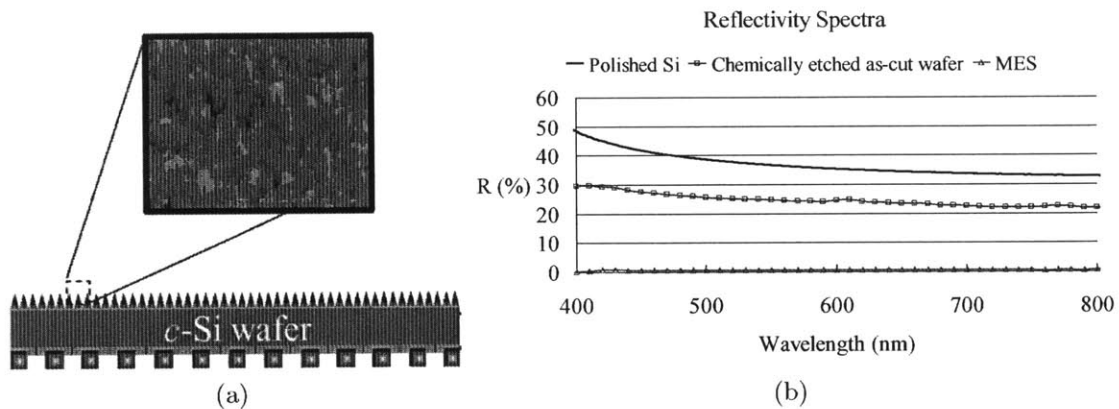 c-Si wafer
(a)
Reflectivity Spectra
Polished Si Chemically etched as-cut wafer MES
60
50
40
R (%) 30
20
10
0
400 500 600 700 800
Wavelength (nm)
(b)